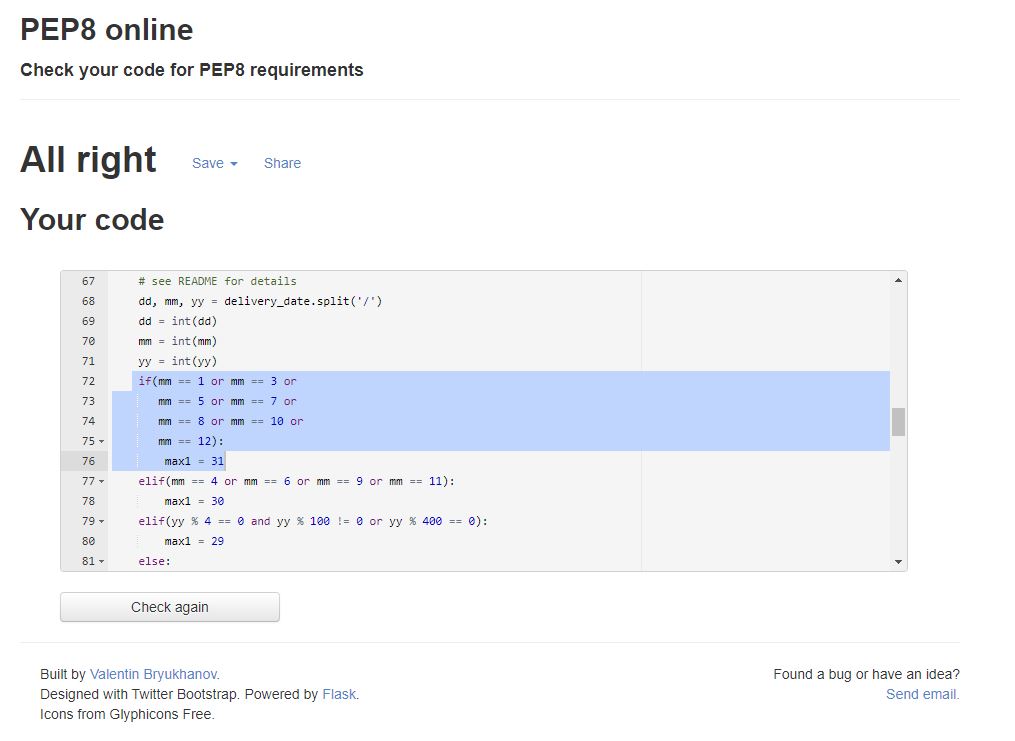 PEP8 online
Check your code for PEP8 requirements
All right Save Share
Your code
67 # see README for details
68 dd, mm, yy = delivery_date.split('/')
69 dd = int(dd)
70 mm = int(mm)
71 yy = int(yy)
72 if(mm == 1 or mm == 3 or
73 mm == 5 or mm == 7 or
74 mm == 8 or mm == 10 or
75 mm == 12):
76 max1 = 31
77 elif(mm == 4 or mm == 6 or mm == 9 or mm == 11):
78 max1 = 30
79 elif(yy % 4 == 0 and yy % 100 != 0 or yy % 400 == 0):
80 max1 = 29
81 else:
Check again
Built by Valentin Bryukhanov. Found a bug or have an idea?
Designed with Twitter Bootstrap. Powered by Flask. Send email.
Icons from Glyphicons Free.